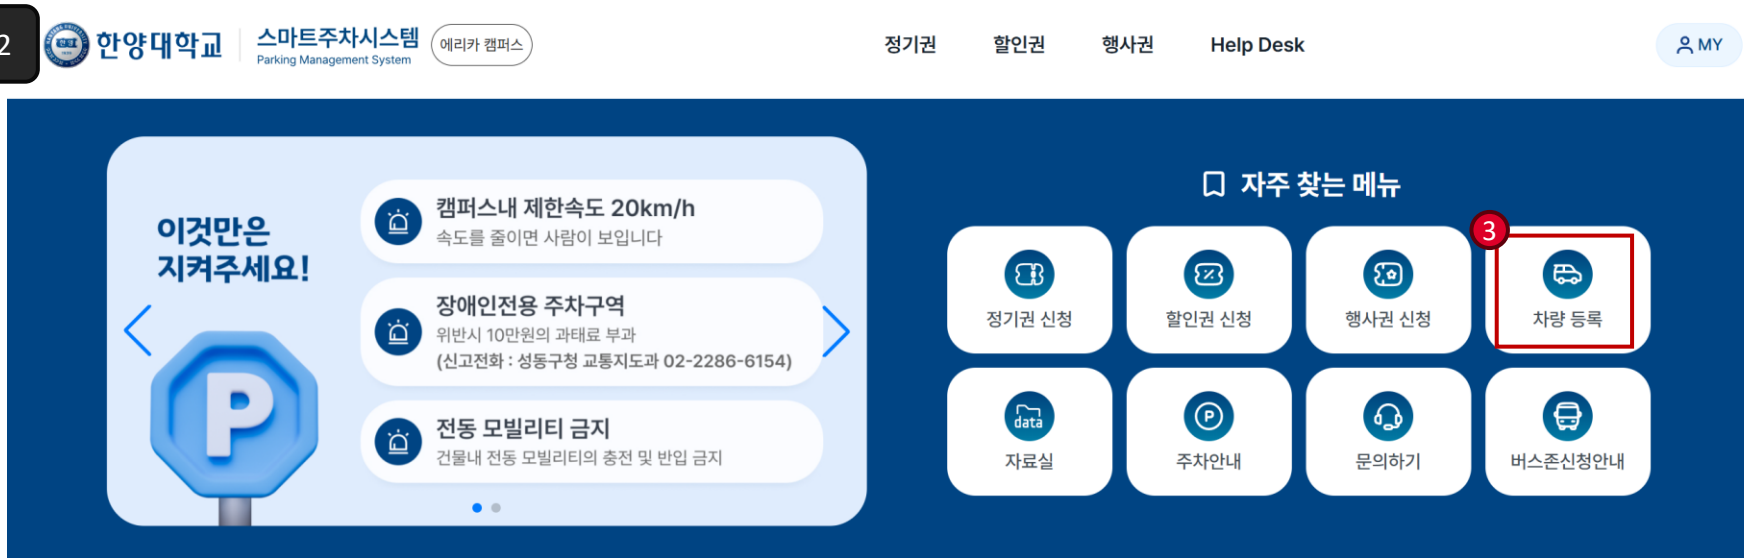 2
한양대학교
스마트주차시스템
Parking Management System
에리카 캠퍼스
정기권
할인권
행사권
Help Desk
MY
이것만은
지켜주세요!
캠퍼스내 제한속도 20km/h
속도를 줄이면 사람이 보입니다
장애인전용 주차구역
위반시 10만원의 과태료 부과
(신고전화 : 성동구청 교통지도과 02-2286-6154)
전동 모빌리티 금지
건물내 전동 모빌리티의 충전 및 반입 금지
P
자주 찾는 메뉴
3
정기권 신청
할인권 신청
행사권 신청
차량 등록
data
자료실
P
주차안내
문의하기
버스존신청안내